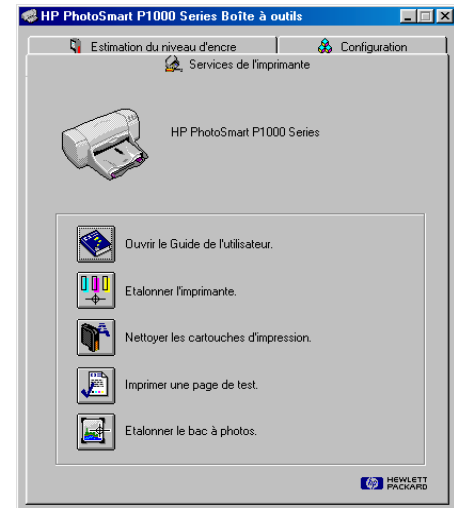 HP PhotoSmart P1000 Series Boîte à outils
Estimation du niveau d'encre
Configuration
Services de l'imprimante
HP PhotoSmart P1000 Series
Ouvrir le Guide de l'utilisateur.
Etalonner l'imprimante.
Nettoyer les cartouches d'impression.
Imprimer une page de test.
Etalonner le bac à photos.
hp HEWLETT
PACKARD